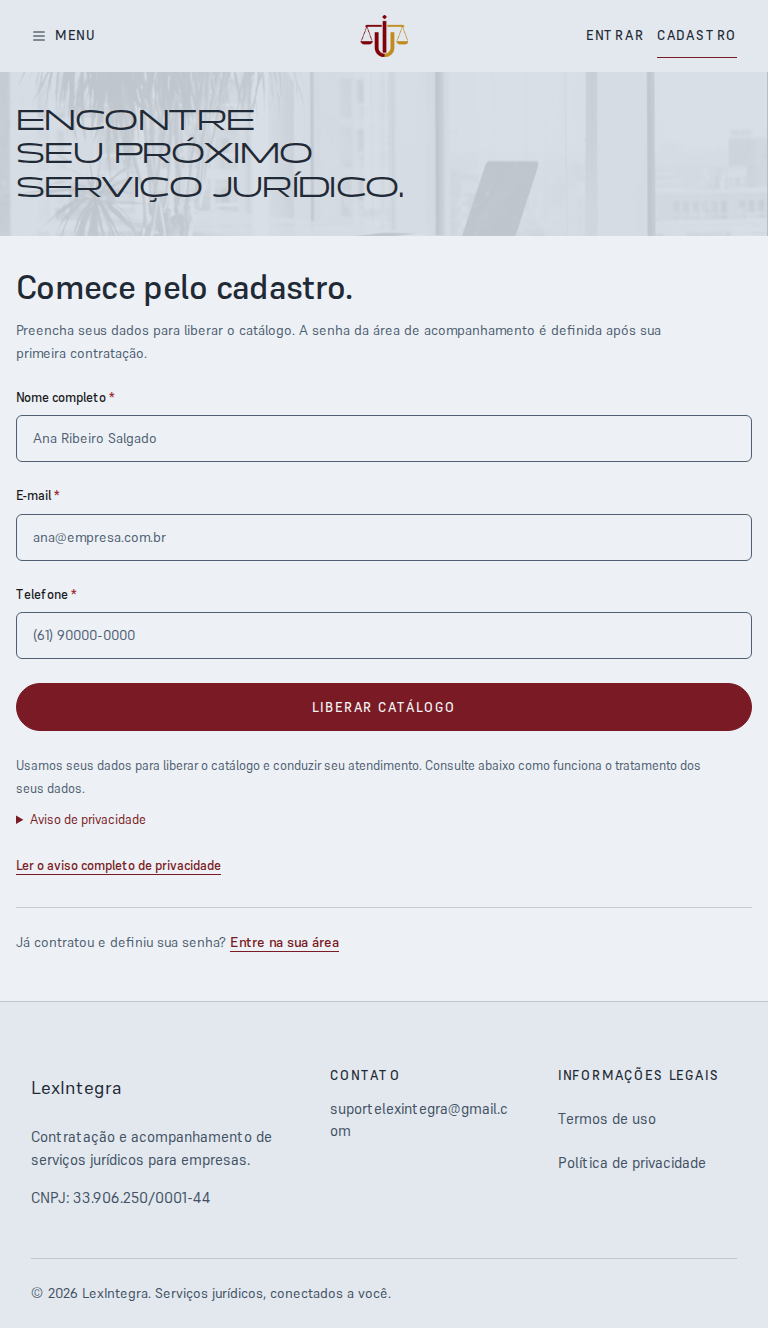 MENU
ENTRAR
CADASTRO
ENCONTRE
SEU PRÓXIMO
SERVIÇO JURÍDICO.
Comece pelo cadastro.
Preencha seus dados para liberar o catálogo. A senha da área de acompanhamento é definida após sua
primeira contratação.
Nome completo *
Ana Ribeiro Salgado
E-mail *
ana@empresa.com.br
Telefone *
(61) 90000-0000
LIBERAR CATÁLOGO
Usamos seus dados para liberar o catálogo e conduzir seu atendimento. Consulte abaixo como funciona o tratamento dos
seus dados.
Aviso de privacidade
Ler o aviso completo de privacidade
Já contratou e definiu sua senha? Entre na sua área
LexIntegra
Contratação e acompanhamento de
serviços jurídicos para empresas.
CNPJ: 33.906.250/0001-44
CONTATO
suportelexintegra@gmail.c
om
INFORMAÇÕES LEGAIS
Termos de uso
Política de privacidade
© 2026 LexIntegra. Serviços jurídicos, conectados a você.